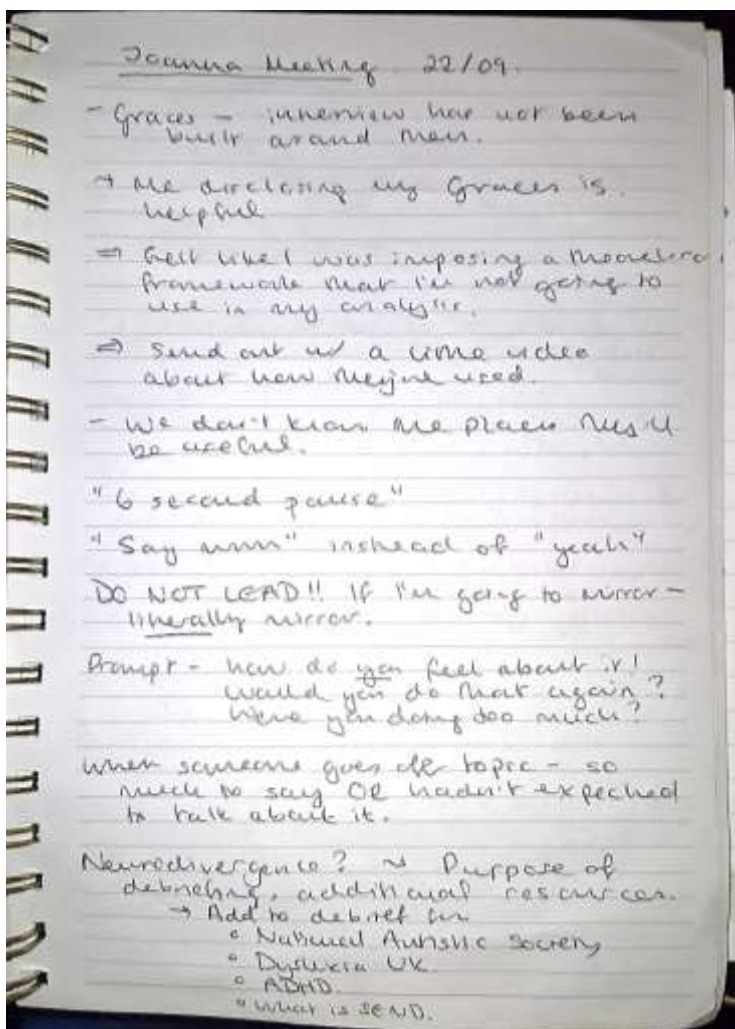 Joanna Meeting 22/09.
- Graces - interview has not been
built around them.
→ Me disclosing my Graces is
helpful
⇒ Felt like I was imposing a theoretical
framework that I'm not going to
use in my analysis.
⇒ Send out w/ a video
about how they're used.
- We don't know the places this'll
be useful.
"6 second pause"
"Say mm" instead of "yeah"
DO NOT LEAD!! If I'm going to mirror -
literally mirror.
Prompt - how do you feel about it!
would you do that again?
Were you doing too much?
when someone goes off topic - so
much to say OR hadn't expected
to talk about it.
Neurodivergence? ~ Purpose of
debriefing, additional resources.
→ Add to debrief
° National Autistic Society
° Dyslexia UK
° ADHD
° What is SEND.